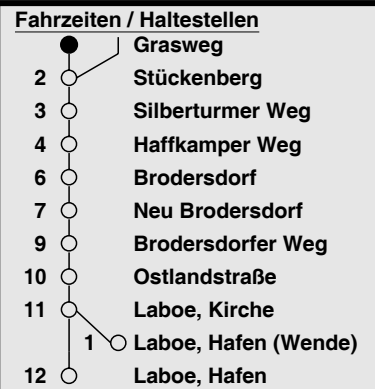 Fahrzeiten / Haltestellen
Grasweg
2 Stückenberg
3 Silberturmer Weg
4 Haffkamper Weg
6 Brodersdorf
7 Neu Brodersdorf
9 Brodersdorfer Weg
10 Ostlandstraße
11 Laboe, Kirche
1 Laboe, Hafen (Wende)
12 Laboe, Hafen